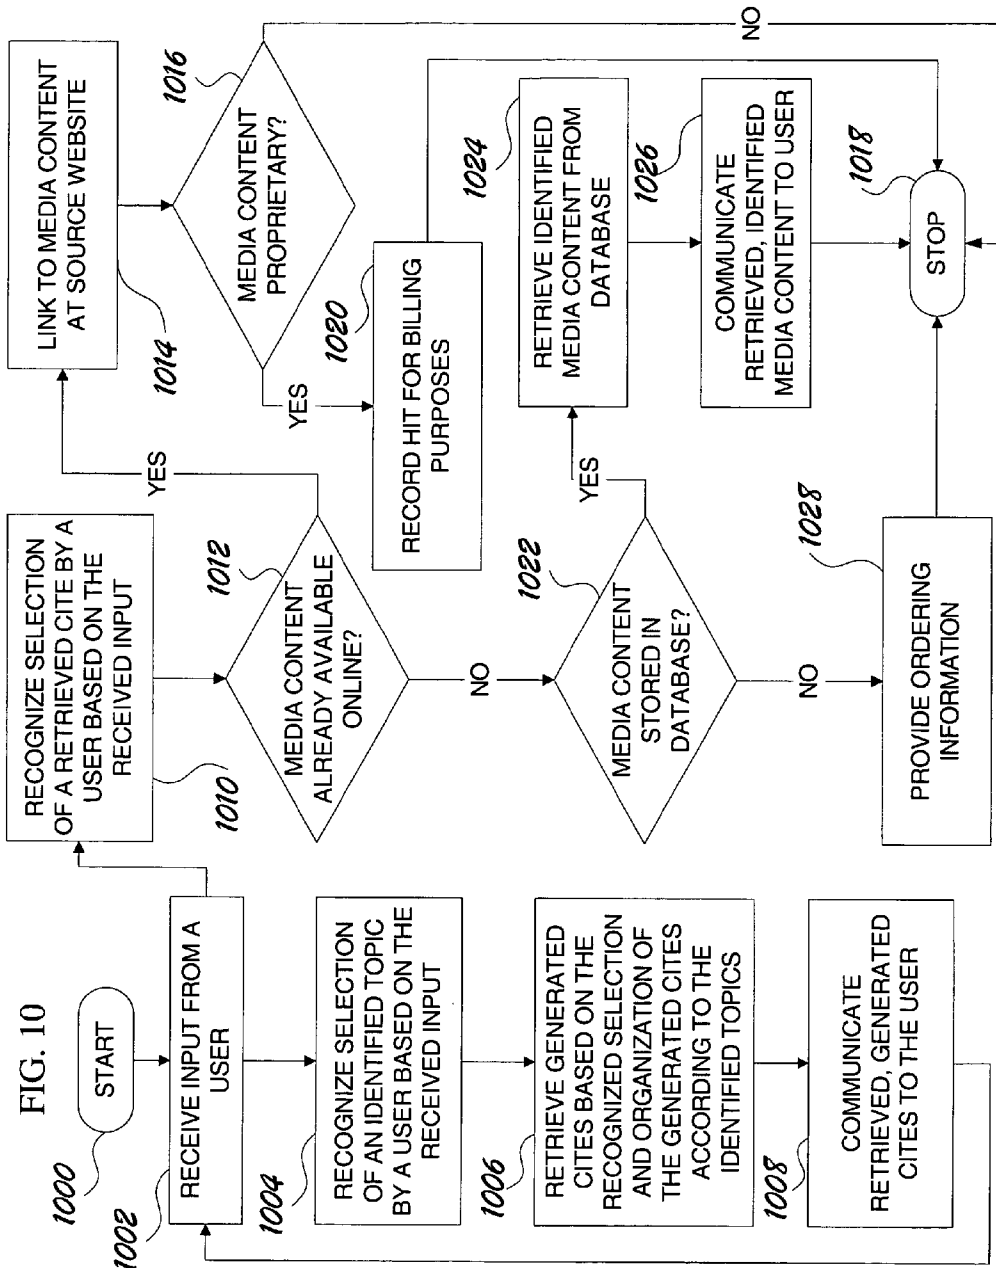 FIG. 10
1000
START
1002
RECEIVE INPUT FROM A
USER
1004
RECOGNIZE SELECTION
OF AN IDENTIFIED TOPIC
BY A USER BASED ON THE
RECEIVED INPUT
1006
RETRIEVE GENERATED
CITES BASED ON THE
RECOGNIZED SELECTION
AND ORGANIZATION OF
THE GENERATED CITES
ACCORDING TO THE
IDENTIFIED TOPICS
1008
COMMUNICATE
RETRIEVED, GENERATED
CITES TO THE USER
RECOGNIZE SELECTION
OF A RETRIEVED CITE BY A
USER BASED ON THE
RECEIVED INPUT
1010
1012
MEDIA CONTENT
ALREADY AVAILABLE
ONLINE?
YES
NO
LINK TO MEDIA CONTENT
AT SOURCE WEBSITE
1014
1016
MEDIA CONTENT
PROPRIETARY?
NO
YES
1020
RECORD HIT FOR BILLING
PURPOSES
1022
MEDIA CONTENT
STORED IN
DATABASE?
YES
NO
1024
RETRIEVE IDENTIFIED
MEDIA CONTENT FROM
DATABASE
1026
COMMUNICATE
RETRIEVED, IDENTIFIED
MEDIA CONTENT TO USER
1028
PROVIDE ORDERING
INFORMATION
1018
STOP